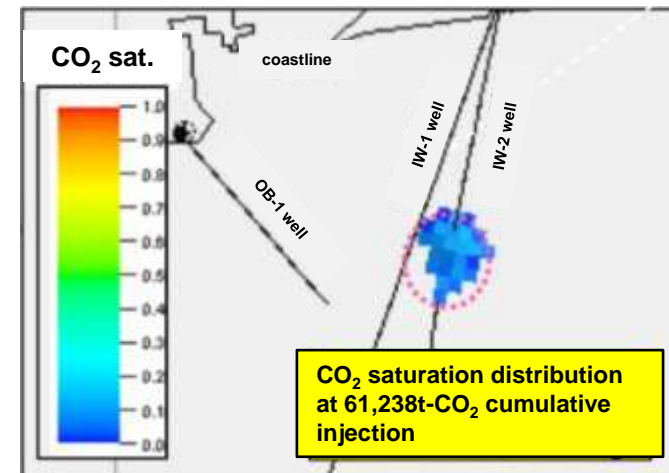 CO₂ sat.
coastline
1.0
0.9
0.8
0.7
0.6
0.5
0.4
0.3
0.2
0.1
0.0
IW-1 well
IW-2 well
OB-1 well
CO₂ saturation distribution
at 61,238t-CO₂ cumulative
injection